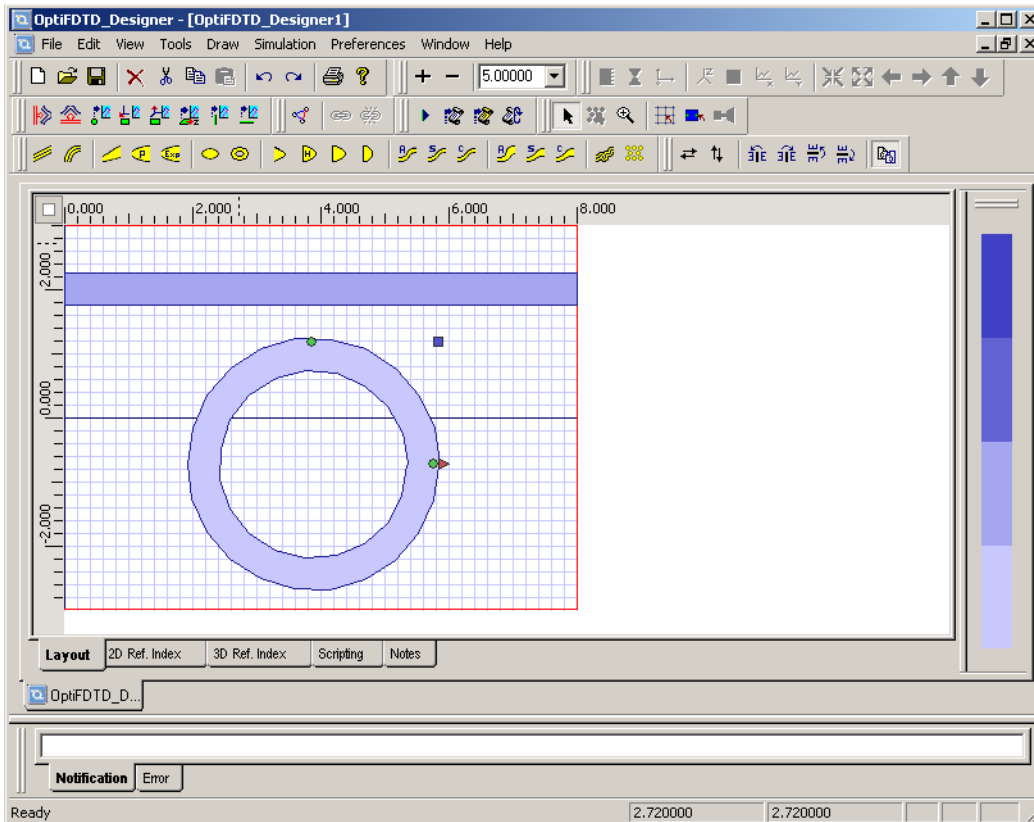 OptiFDTD_Designer - [OptiFDTD_Designer1]
File Edit View Tools Draw Simulation Preferences Window Help
5.00000
P Exp H A S C A S C
0.000 2.000 4.000 6.000 8.000
2.000
0.000
-2.000
Layout 2D Ref. Index 3D Ref. Index Scripting Notes
OptiFDTD_D...
Notification Error
Ready 2.720000 2.720000